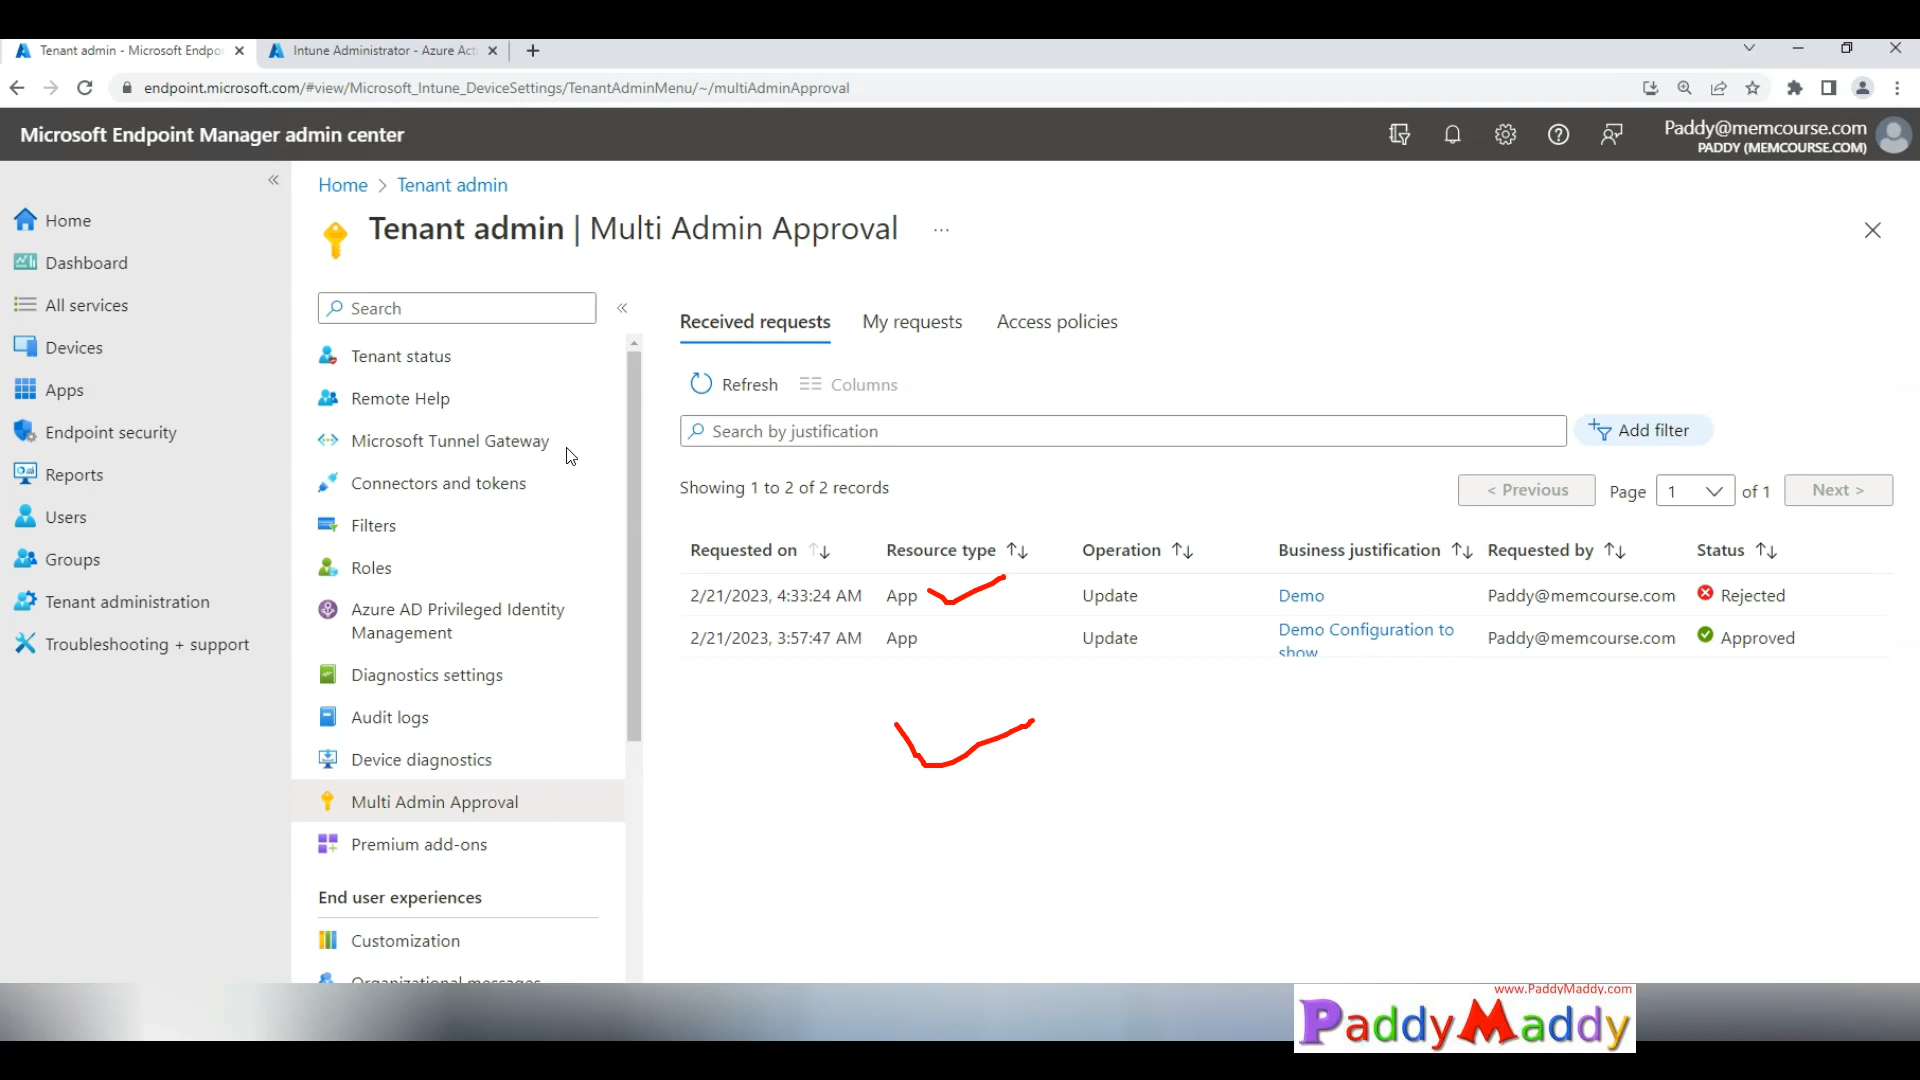 Tenant admin - Microsoft Endpo
Intune Administrator - Azure Act
endpoint.microsoft.com/#view/Microsoft_Intune_DeviceSettings/TenantAdminMenu/~/multiAdminApproval
Microsoft Endpoint Manager admin center
Paddy@memcourse.com
PADDY (MEMCOURSE.COM)
Home
Dashboard
All services
Devices
Apps
Endpoint security
Reports
Users
Groups
Tenant administration
Troubleshooting + support
Home > Tenant admin
Tenant admin | Multi Admin Approval ...
Search
Tenant status
Remote Help
Microsoft Tunnel Gateway
Connectors and tokens
Filters
Roles
Azure AD Privileged Identity
Management
Diagnostics settings
Audit logs
Device diagnostics
Multi Admin Approval
Premium add-ons
End user experiences
Customization
Organizational messages
Received requests My requests Access policies
Refresh Columns
Search by justification
Add filter
Showing 1 to 2 of 2 records
< Previous Page 1 of 1 Next >
Requested on Resource type Operation Business justification Requested by Status
2/21/2023, 4:33:24 AM App Update Demo Paddy@memcourse.com Rejected
2/21/2023, 3:57:47 AM App Update Demo Configuration to show Paddy@memcourse.com Approved
www.PaddyMaddy.com
PaddyMaddy